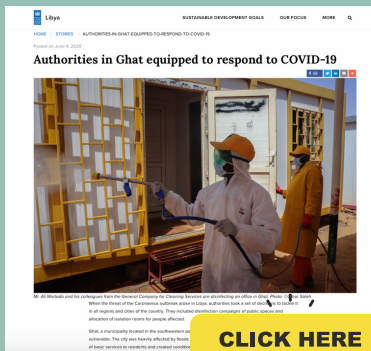 Libya
SUSTAINABLE DEVELOPMENT GOALS OUR FOCUS MORE
HOME STORIES AUTHORITIES-IN-GHAT-EQUIPPED-TO-RESPOND-TO-COVID-19
Posted on June 4, 2020
Authorities in Ghat equipped to respond to COVID-19
Mr. Ali Mortada and his colleagues from the General Company for Cleaning Services are disinfecting an office in Ghat. Photo: Saleh
When the threat of the Coronavirus outbreak arose in Libya, authorities took a set of decisions to tackle it
in all regions and cities of the country. They included disinfection campaigns of public spaces and
allocation of isolation rooms for people affected.
Ghat, a municipality located in the southwestern
vulnerable. The city was heavily affected by floods
of basic services to residents and created
CLICK HERE